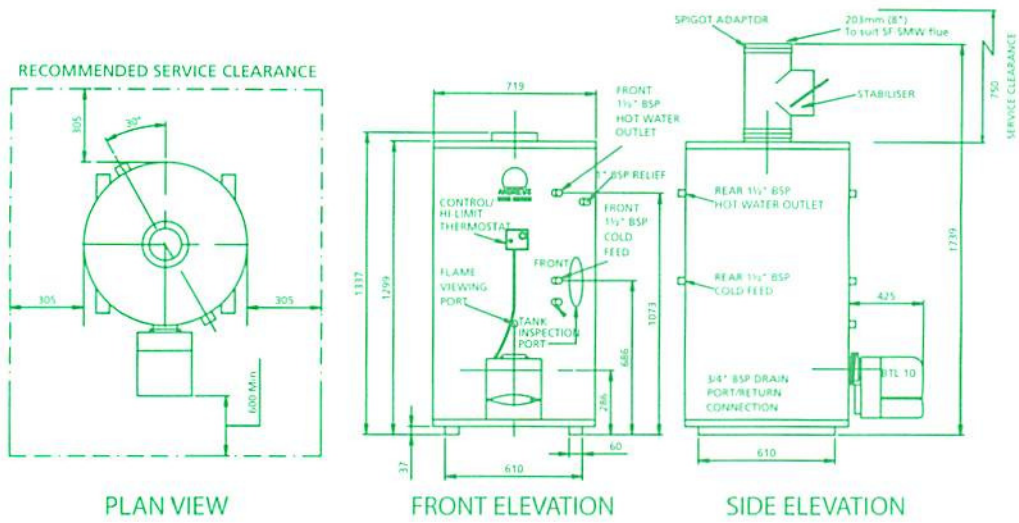 RECOMMENDED SERVICE CLEARANCE
305
30°
305
305
600 Min
PLAN VIEW
719
FRONT
1½" BSP
HOT WATER
OUTLET
1" BSP RELIEF
ANDREWS
CONTROL/
HI-LIMIT
THERMOSTAT
FRONT
1½" BSP
COLD
FEED
FRONT
FLAME
VIEWING
PORT
TANK
INSPECTION
PORT
1337
1299
1073
686
286
37
60
610
FRONT ELEVATION
SPIGOT ADAPTOR
203mm (8")
To suit SF SMW flue
STABILISER
750
SERVICE CLEARANCE
REAR 1½" BSP
HOT WATER OUTLET
1739
REAR 1½" BSP
COLD FEED
425
BTL 10
3/4" BSP DRAIN
PORT/RETURN
CONNECTION
610
SIDE ELEVATION